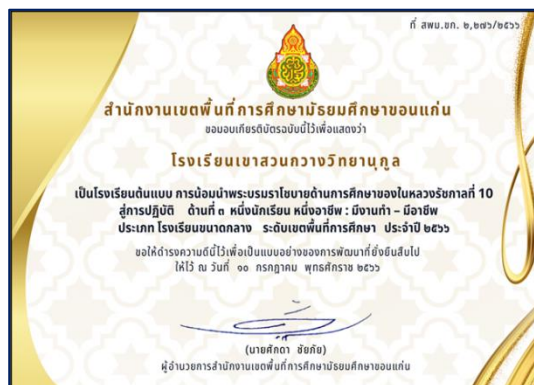 ที่ สพม.ขก. ๒,๒๗๖/๒๕๖๖
สำนักงานเขตพื้นที่การศึกษามัธยมศึกษาขอนแก่น
ขอมอบเกียรติบัตรฉบับนี้ไว้เพื่อแสดงว่า
โรงเรียนเขาสวนกวางวิทยานุกูล
เป็นโรงเรียนต้นแบบ การน้อมนำพระบรมราโชบายด้านการศึกษาของในหลวงรัชกาลที่ 10
สู่การปฏิบัติ ด้านที่ ๓ หนึ่งนักเรียน หนึ่งอาชีพ : มีงานทำ – มีอาชีพ
ประเภท โรงเรียนขนาดกลาง ระดับเขตพื้นที่การศึกษา ประจำปี ๒๕๖๖
ขอให้ดำรงความดีนี้ไว้เพื่อเป็นแบบอย่างของการพัฒนาที่ยั่งยืนสืบไป
ให้ไว้ ณ วันที่ ๑๐ กรกฎาคม พุทธศักราช ๒๕๖๖
(นายศักดา ชัยภัย)
ผู้อำนวยการสำนักงานเขตพื้นที่การศึกษามัธยมศึกษาขอนแก่น